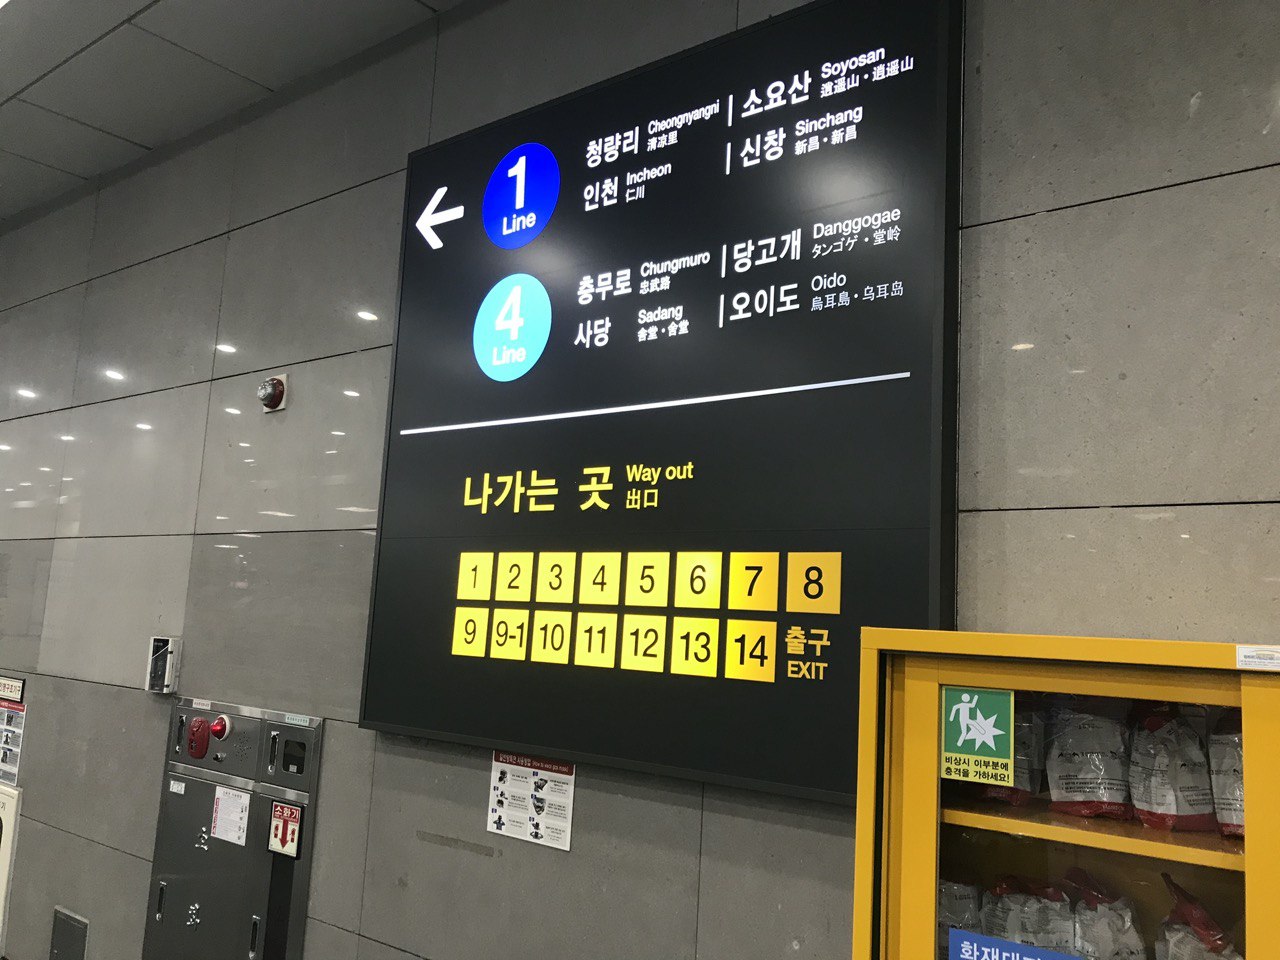 1
Line
청량리 Cheongnyangni 清凉里 | 소요산 Soyosan 逍遥山・逍遥山
인천 Incheon 仁川 | 신창 Sinchang 新昌・新昌
4
Line
충무로 Chungmuro 忠武路 | 당고개 Danggogae タンゴゲ・堂岭
사당 Sadang 舍堂・舍堂 | 오이도 Oido 烏耳島・乌耳岛
나가는 곳 Way out 出口
1 2 3 4 5 6 7 8
9 9-1 10 11 12 13 14 출구 EXIT
소화기
비상시 이부분에
충격을 가하세요!